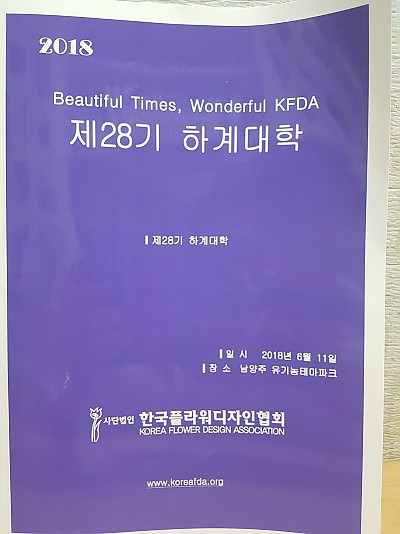 2018
Beautiful Times, Wonderful KFDA
제28기 하계대학
제28기 하계대학
일 시 2018년 6월 11일
장 소 남양주 유기농테마파크
사단법인 한국플라워디자인협회
KOREA FLOWER DESIGN ASSOCIATION
www.koreafda.org